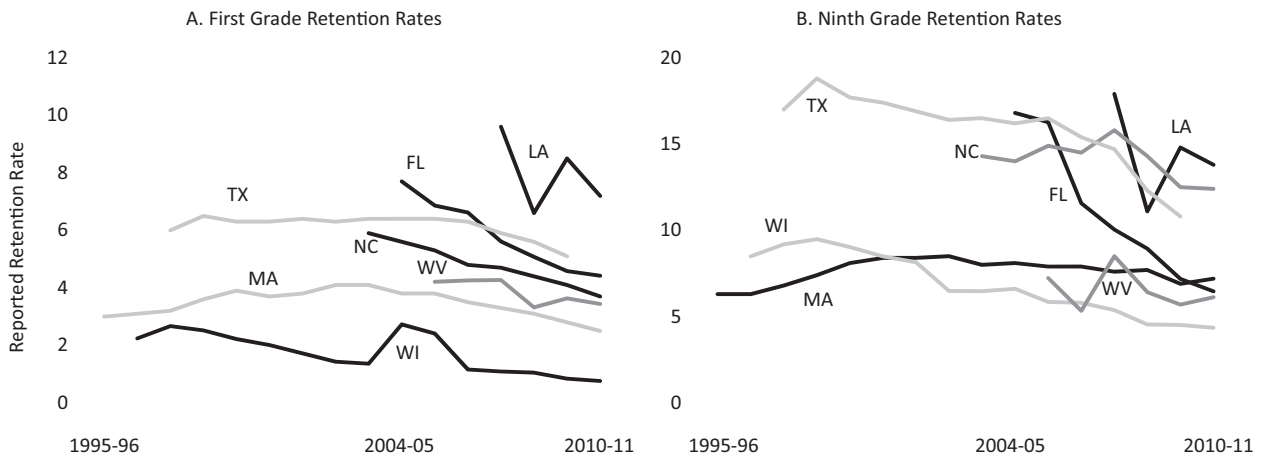 A. First Grade Retention Rates
B. Ninth Grade Retention Rates
Reported Retention Rate
12
10
8
6
4
2
0
TX
FL
LA
NC
WV
MA
WI
1995-96
2004-05
2010-11
20
15
10
5
0
TX
LA
NC
FL
WI
WV
MA
1995-96
2004-05
2010-11